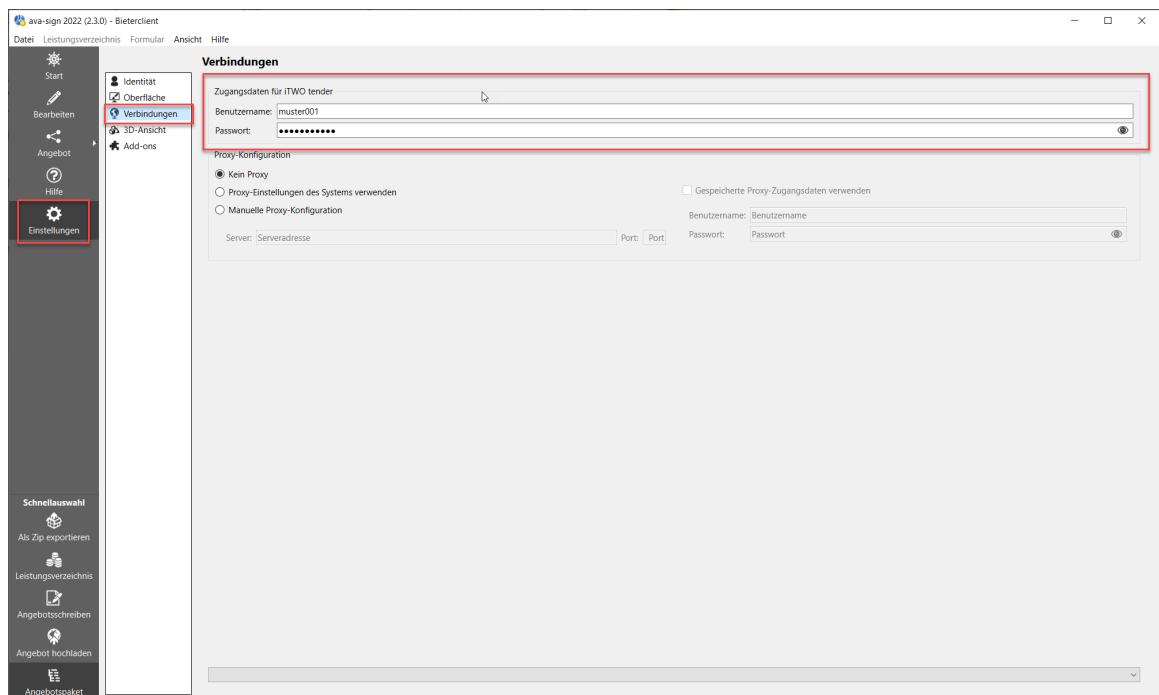 ava-sign 2022 (2.3.0) - Bieterclient
Datei Leistungsverzeichnis Formular Ansicht Hilfe
Start
Bearbeiten
Angebot
Hilfe
Einstellungen
Schnellauswahl
Als Zip exportieren
Leistungsverzeichnis
Angebotsschreiben
Angebot hochladen
Angebotspaket
Identität
Oberfläche
Verbindungen
3D-Ansicht
Add-ons
Verbindungen
Zugangsdaten für iTWO tender
Benutzername: muster001
Passwort: ●●●●●●●●●●●
Proxy-Konfiguration
Kein Proxy
Proxy-Einstellungen des Systems verwenden
Manuelle Proxy-Konfiguration
Server: Serveradresse Port: Port
Gespeicherte Proxy-Zugangsdaten verwenden
Benutzername: Benutzername
Passwort: Passwort